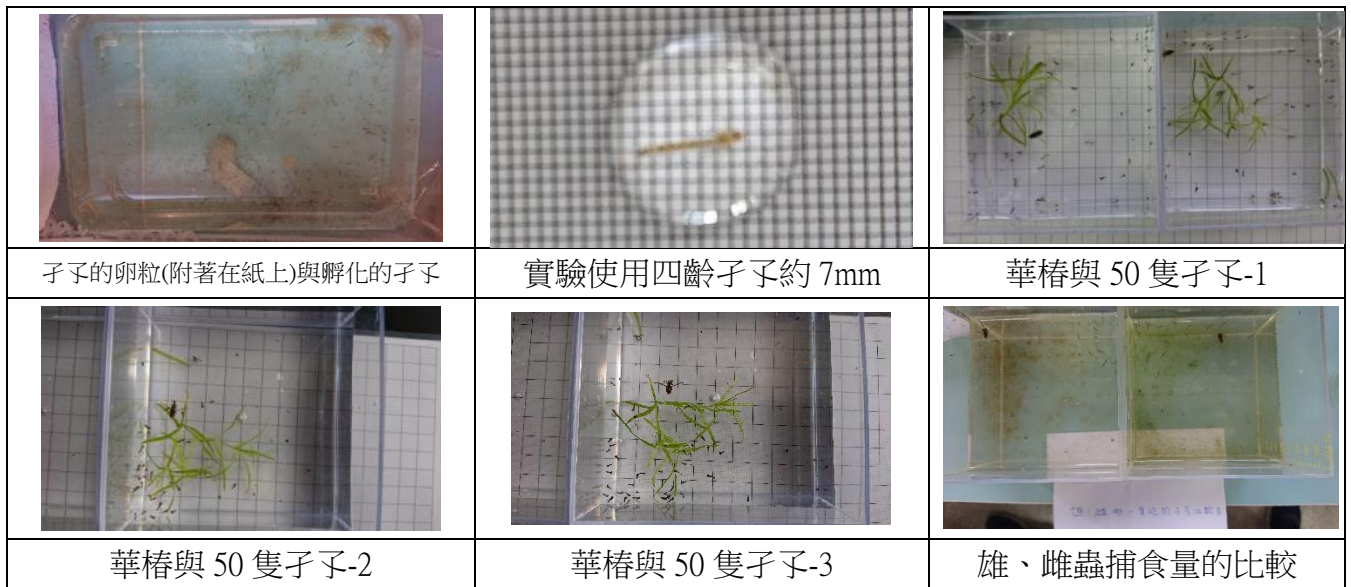 孑孓的卵粒(附著在紙上)與孵化的孑孓
實驗使用四齡孑孓約 7mm
華椿與 50 隻孑孓-1
華椿與 50 隻孑孓-2
華椿與 50 隻孑孓-3
雄、雌蟲捕食量的比較